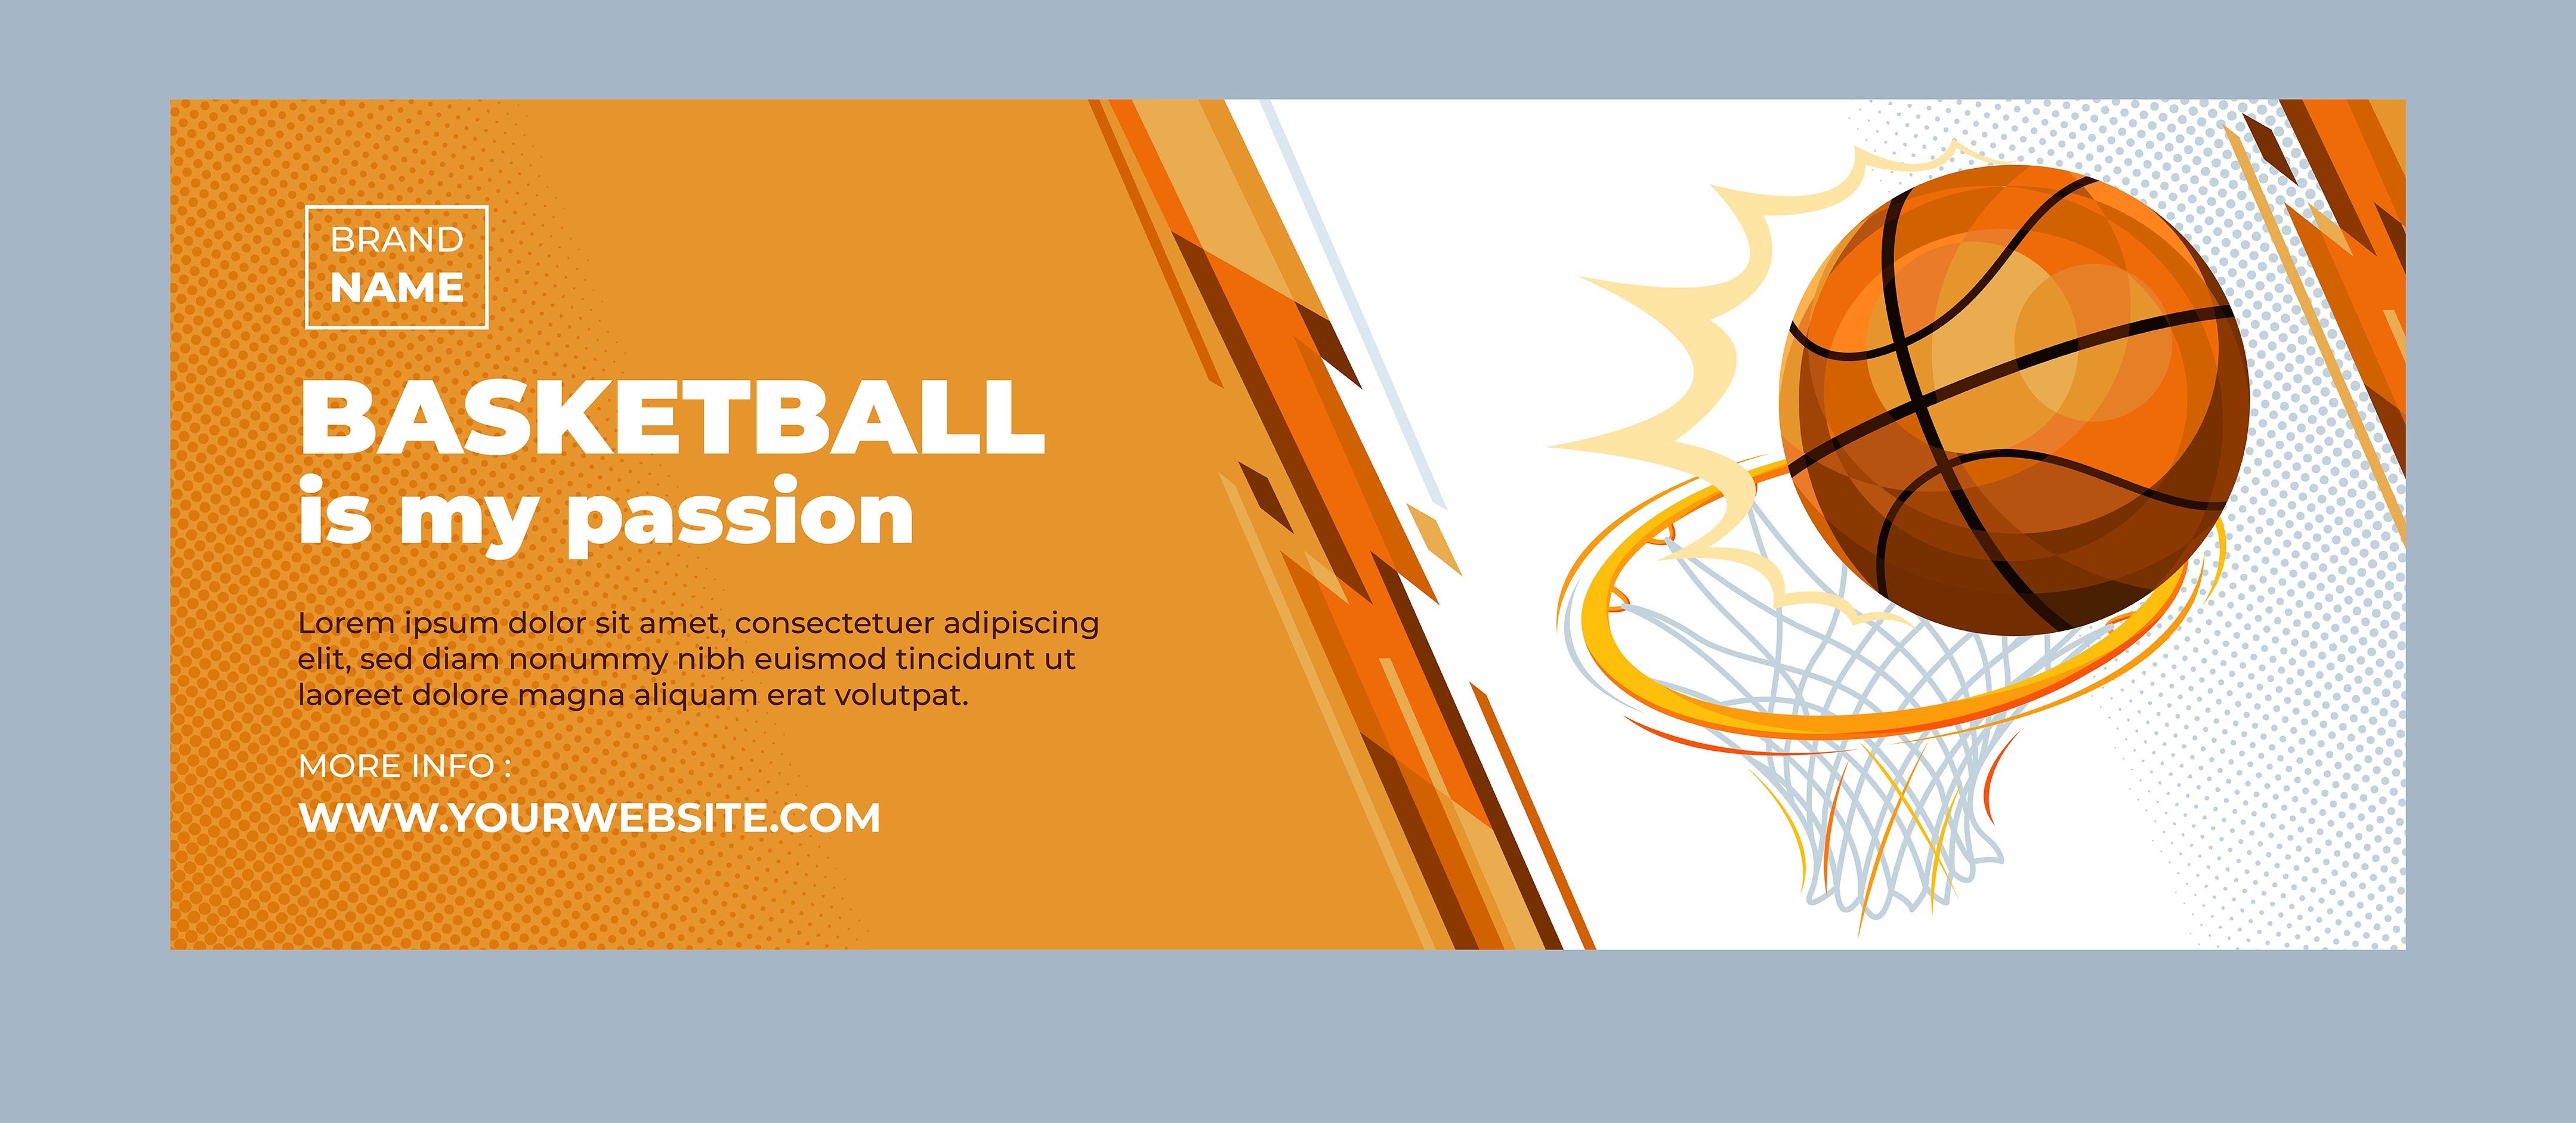 BRAND
NAME
BASKETBALL
is my passion
Lorem ipsum dolor sit amet, consectetuer adipiscing
elit, sed diam nonummy nibh euismod tincidunt ut
laoreet dolore magna aliquam erat volutpat.
MORE INFO :
WWW.YOURWEBSITE.COM